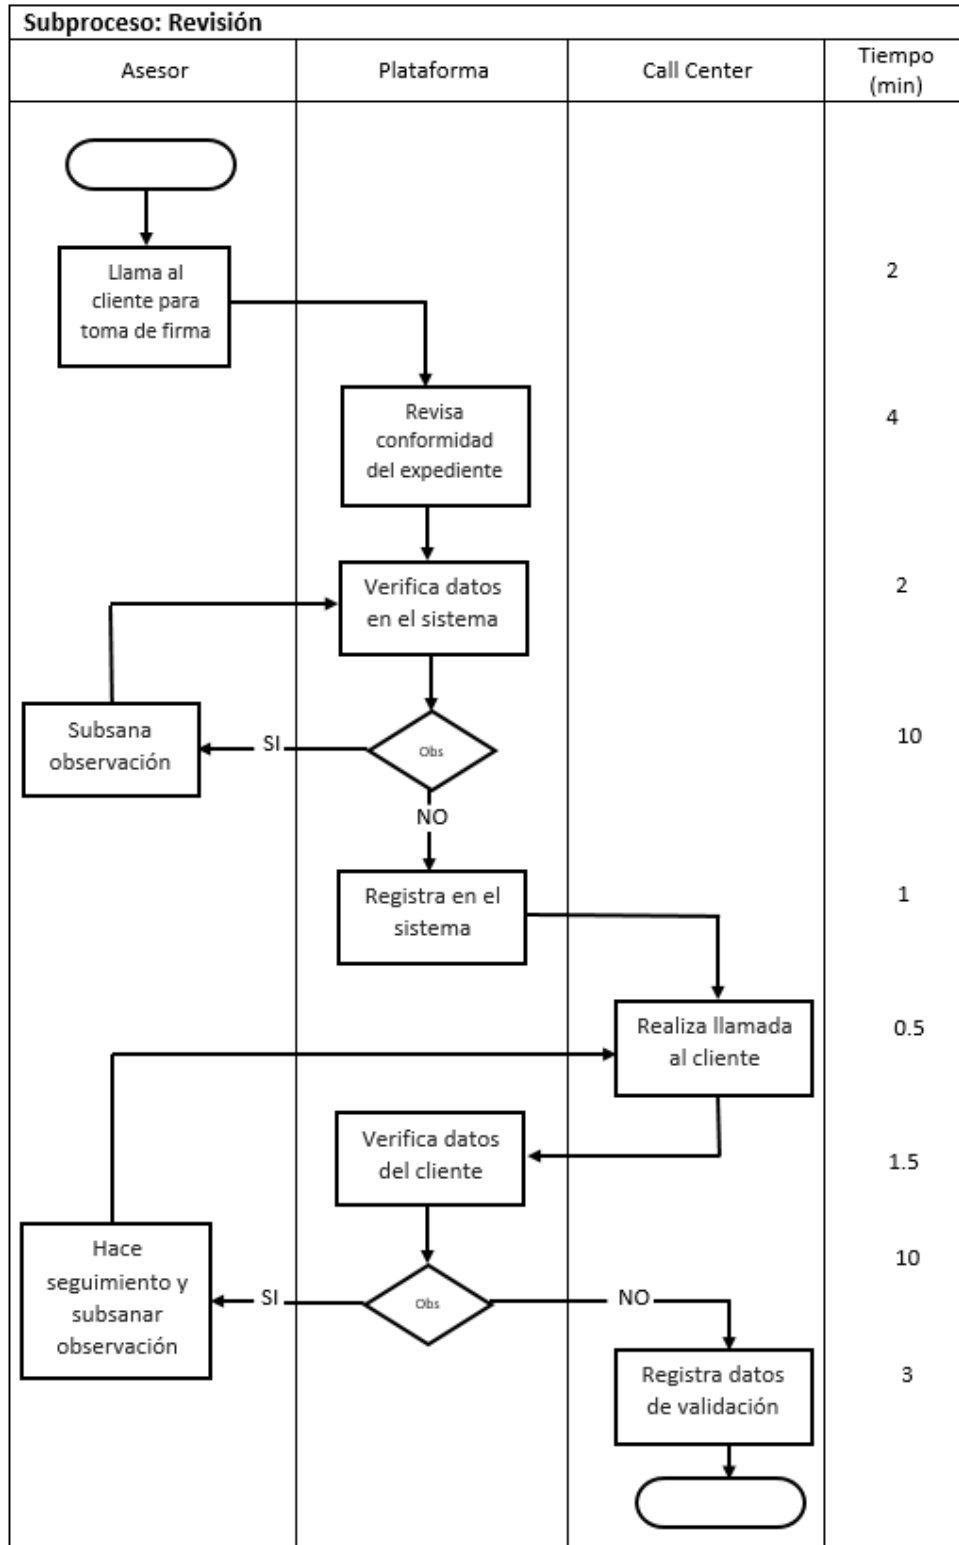 Subproceso: Revisión
Asesor
Plataforma
Call Center
Tiempo
(min)
Llama al
cliente para
toma de firma
2
Revisa
conformidad
del expediente
4
Verifica datos
en el sistema
2
Subsana
observación
SI
Obs
10
NO
Registra en el
sistema
1
Realiza llamada
al cliente
0.5
Verifica datos
del cliente
1.5
Hace
seguimiento y
subsanar
observación
SI
Obs
NO
10
Registra datos
de validación
3